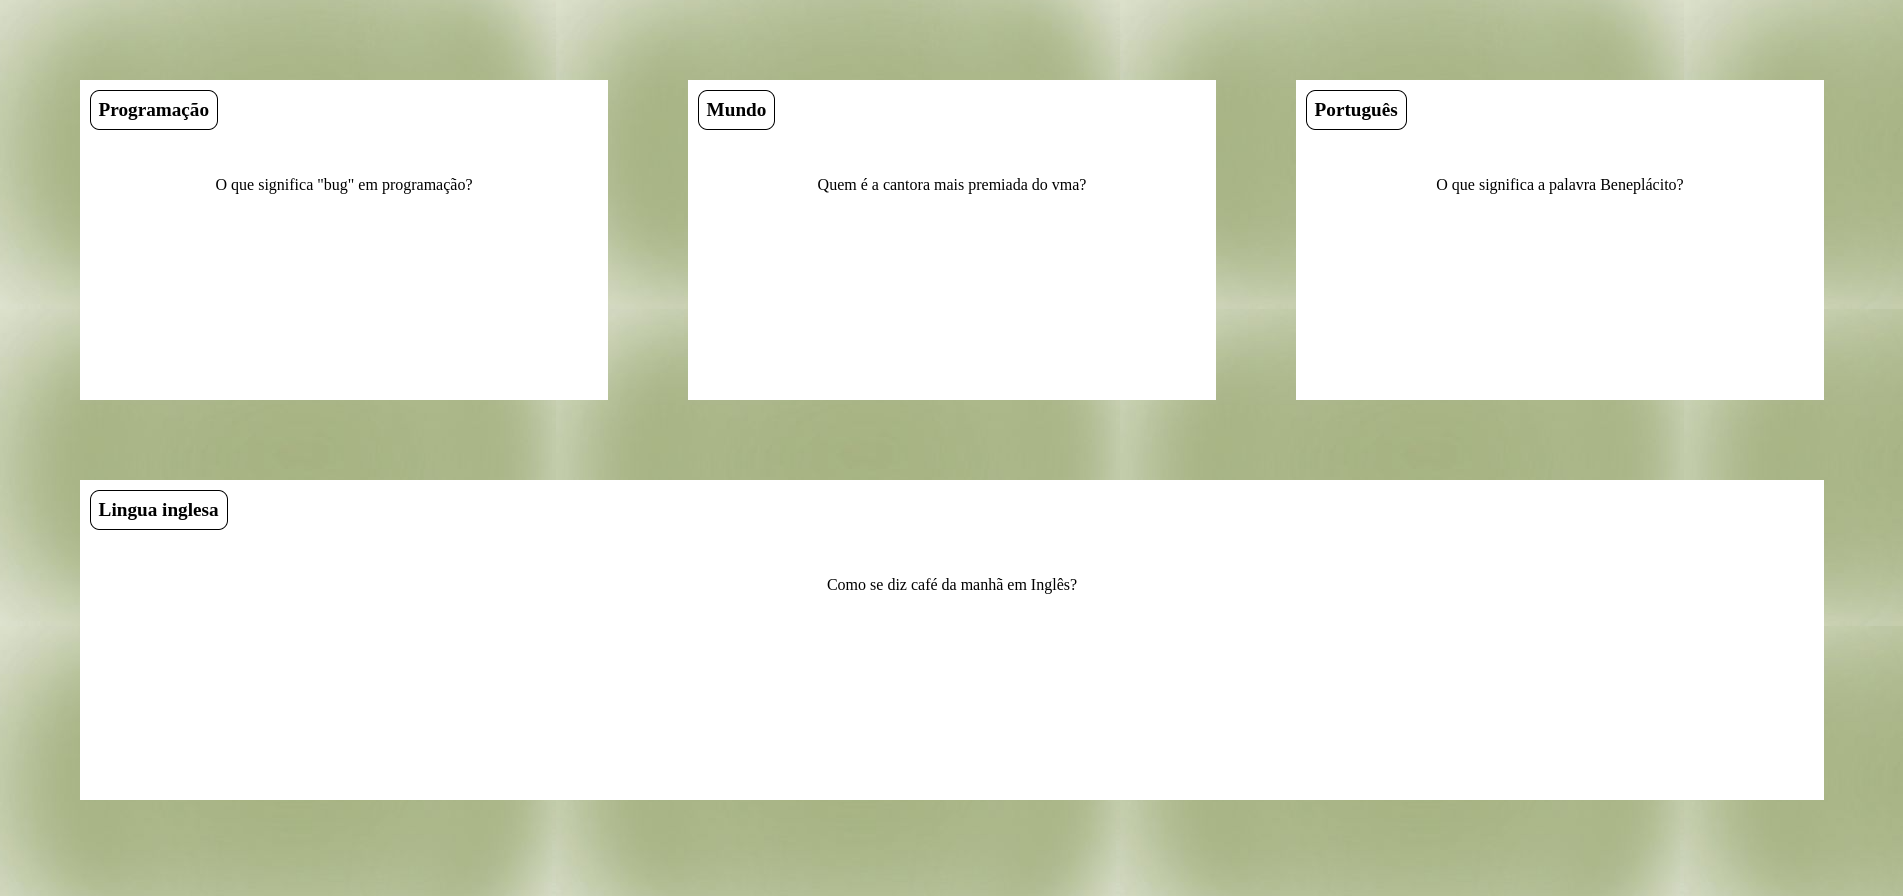 Programação
O que significa "bug" em programação?
Mundo
Quem é a cantora mais premiada do vma?
Português
O que significa a palavra Beneplácito?
Lingua inglesa
Como se diz café da manhã em Inglês?